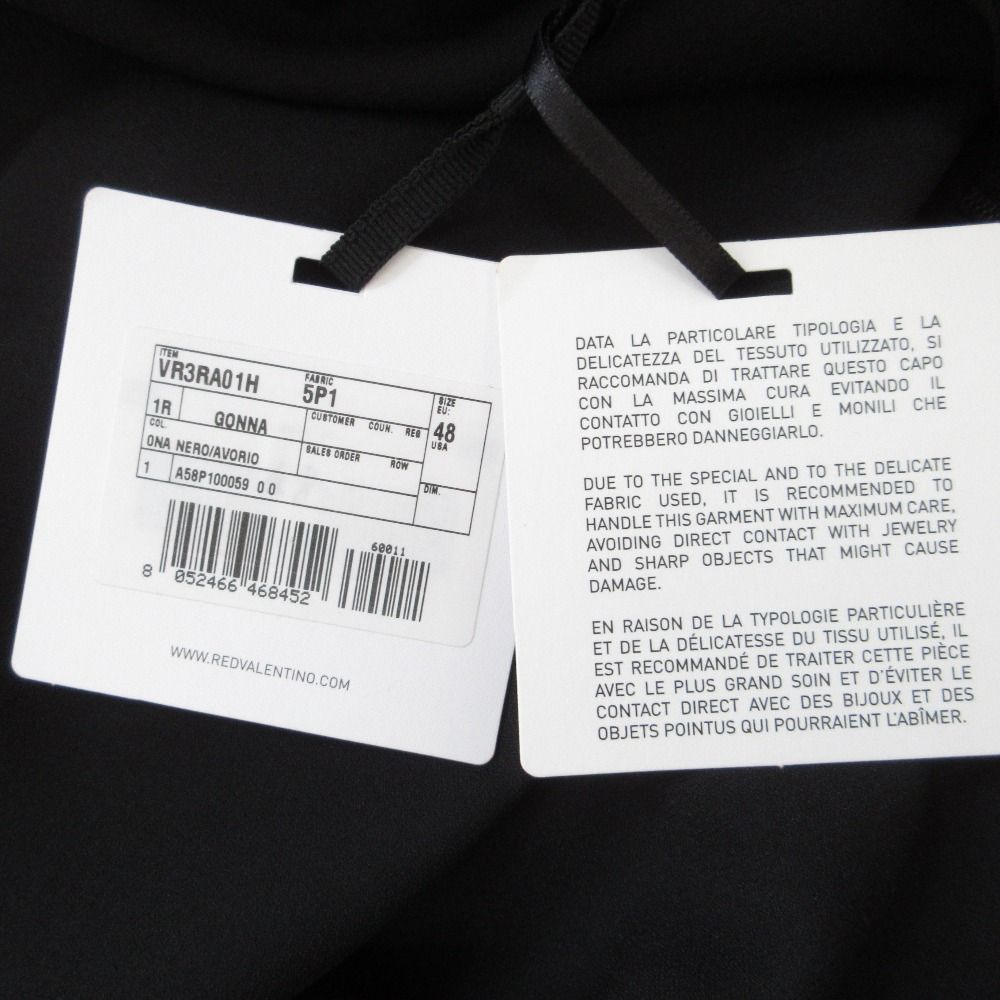 ITEM
VR3RA01H
FABRIC
5P1
SIZE
EU:
48
USA
1R
GONNA
CUSTOMER COUN. REG
COL.
0NA NERO/AVORIO
SALES ORDER ROW
1 A58P100059 0 0
DIM.
60011
8 052466 468452
WWW.REDVALENTINO.COM
DATA LA PARTICOLARE TIPOLOGIA E LA
DELICATEZZA DEL TESSUTO UTILIZZATO, SI
RACCOMANDA DI TRATTARE QUESTO CAPO
CON LA MASSIMA CURA EVITANDO IL
CONTATTO CON GIOIELLI E MONILI CHE
POTREBBERO DANNEGGIARLO.
DUE TO THE SPECIAL AND TO THE DELICATE
FABRIC USED, IT IS RECOMMENDED TO
HANDLE THIS GARMENT WITH MAXIMUM CARE,
AVOIDING DIRECT CONTACT WITH JEWELRY
AND SHARP OBJECTS THAT MIGHT CAUSE
DAMAGE.
EN RAISON DE LA TYPOLOGIE PARTICULIÈRE
ET DE LA DÉLICATESSE DU TISSU UTILISÉ, IL
EST RECOMMANDÉ DE TRAITER CETTE PIÈCE
AVEC LE PLUS GRAND SOIN ET D'ÉVITER LE
CONTACT DIRECT AVEC DES BIJOUX ET DES
OBJETS POINTUS QUI POURRAIENT L'ABÎMER.